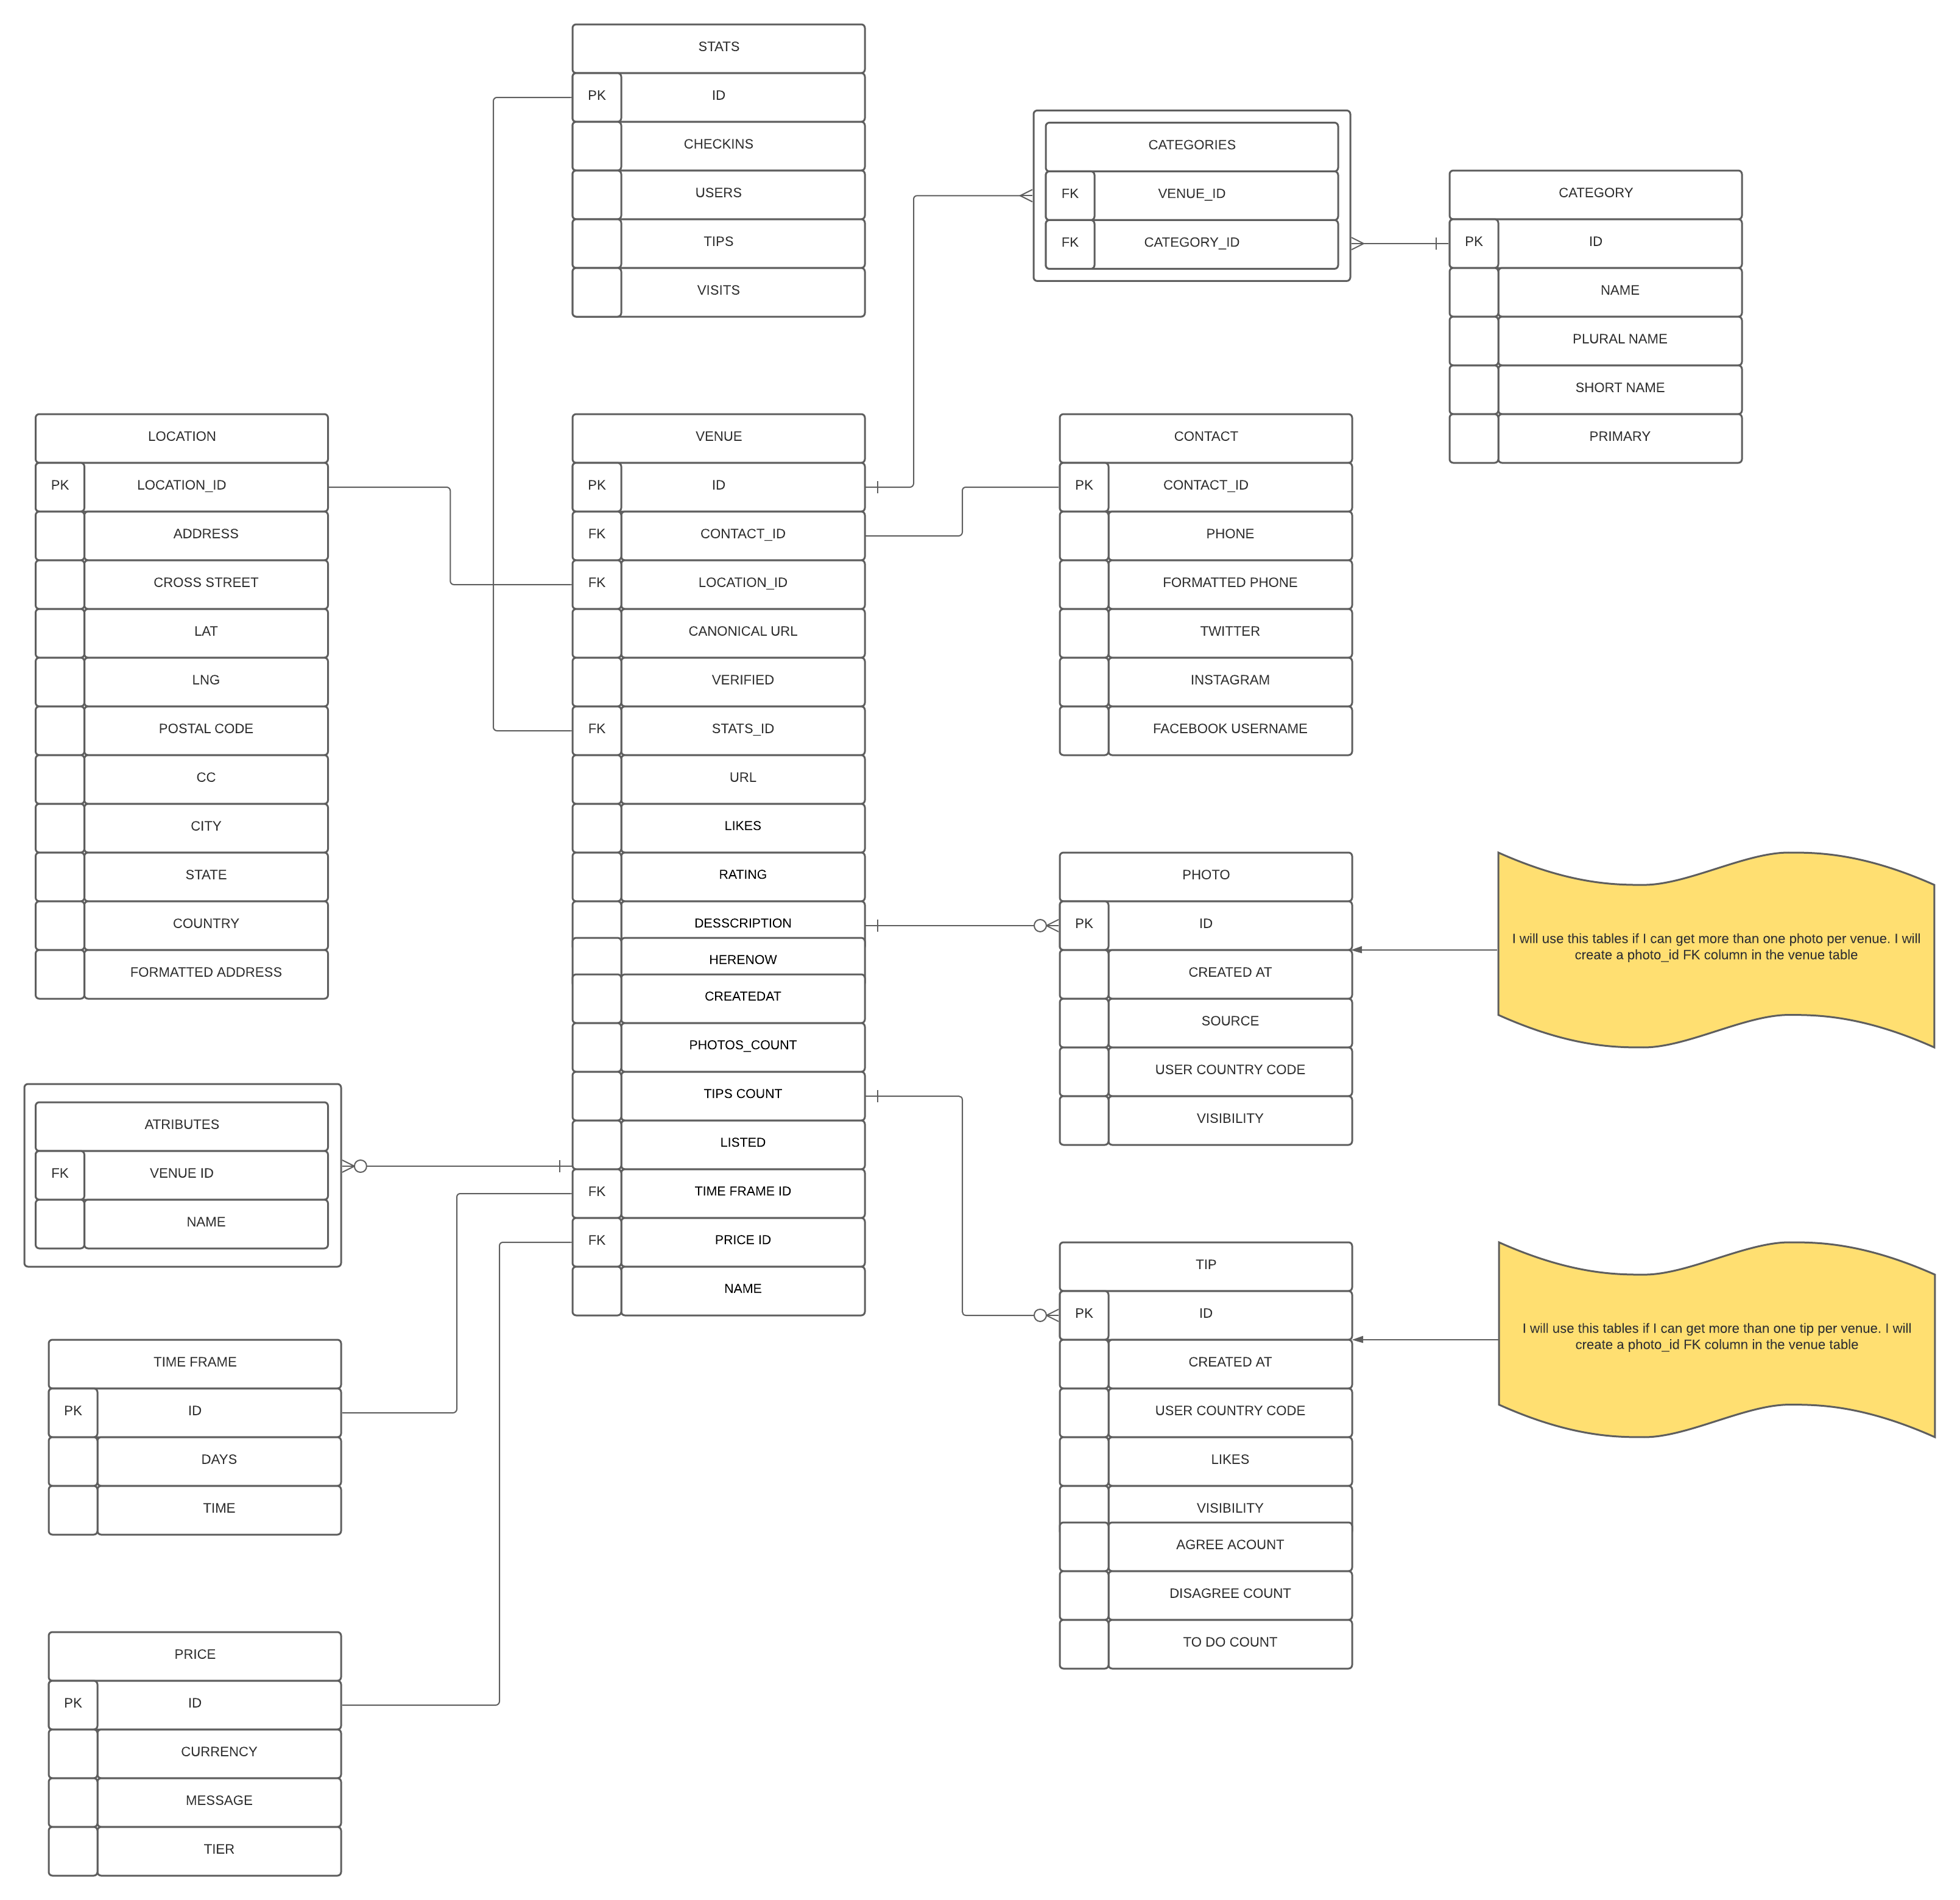 STATS
PK ID
CHECKINS
USERS
TIPS
VISITS
CATEGORIES
FK VENUE_ID
FK CATEGORY_ID
CATEGORY
PK ID
NAME
PLURAL NAME
SHORT NAME
PRIMARY
LOCATION
PK LOCATION_ID
ADDRESS
CROSS STREET
LAT
LNG
POSTAL CODE
CC
CITY
STATE
COUNTRY
FORMATTED ADDRESS
VENUE
PK ID
FK CONTACT_ID
FK LOCATION_ID
CANONICAL URL
VERIFIED
FK STATS_ID
URL
LIKES
RATING
DESSCRIPTION
HERENOW
CREATEDAT
PHOTOS_COUNT
TIPS COUNT
LISTED
FK TIME FRAME ID
FK PRICE ID
NAME
CONTACT
PK CONTACT_ID
PHONE
FORMATTED PHONE
TWITTER
INSTAGRAM
FACEBOOK USERNAME
PHOTO
PK ID
CREATED AT
SOURCE
USER COUNTRY CODE
VISIBILITY
I will use this tables if I can get more than one photo per venue. I will
create a photo_id FK column in the venue table
ATRIBUTES
FK VENUE ID
NAME
TIP
PK ID
CREATED AT
USER COUNTRY CODE
LIKES
VISIBILITY
AGREE ACOUNT
DISAGREE COUNT
TO DO COUNT
I will use this tables if I can get more than one tip per venue. I will
create a photo_id FK column in the venue table
TIME FRAME
PK ID
DAYS
TIME
PRICE
PK ID
CURRENCY
MESSAGE
TIER